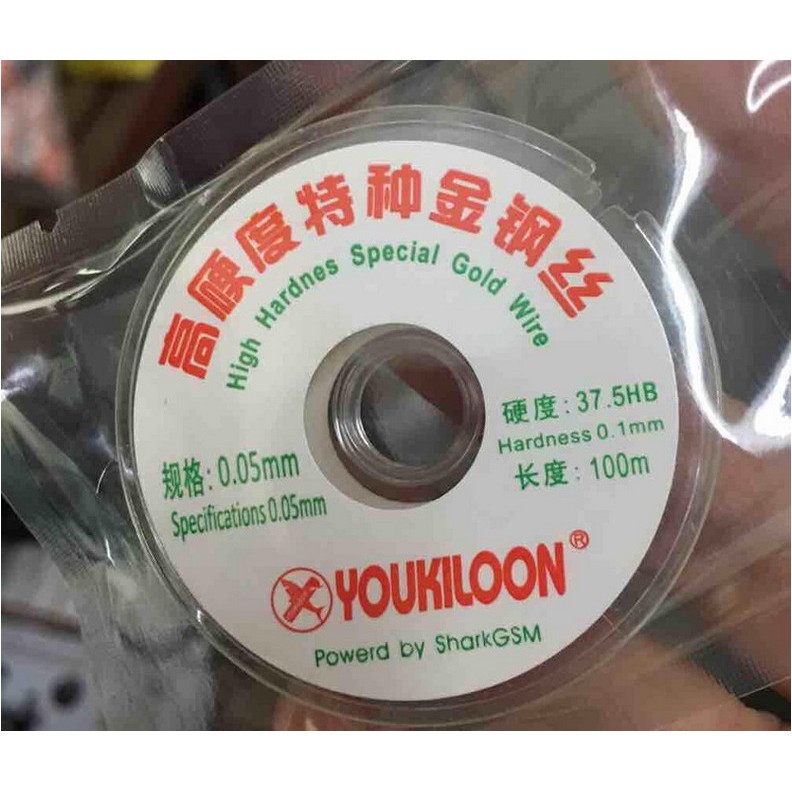 高硬度特种金钢丝
High Hardnes Special Gold Wire
规格: 0.05mm
Specifications 0.05mm
硬度: 37.5HB
Hardness 0.1mm
长度: 100m
YOUKILOON®
Powerd by SharkGSM